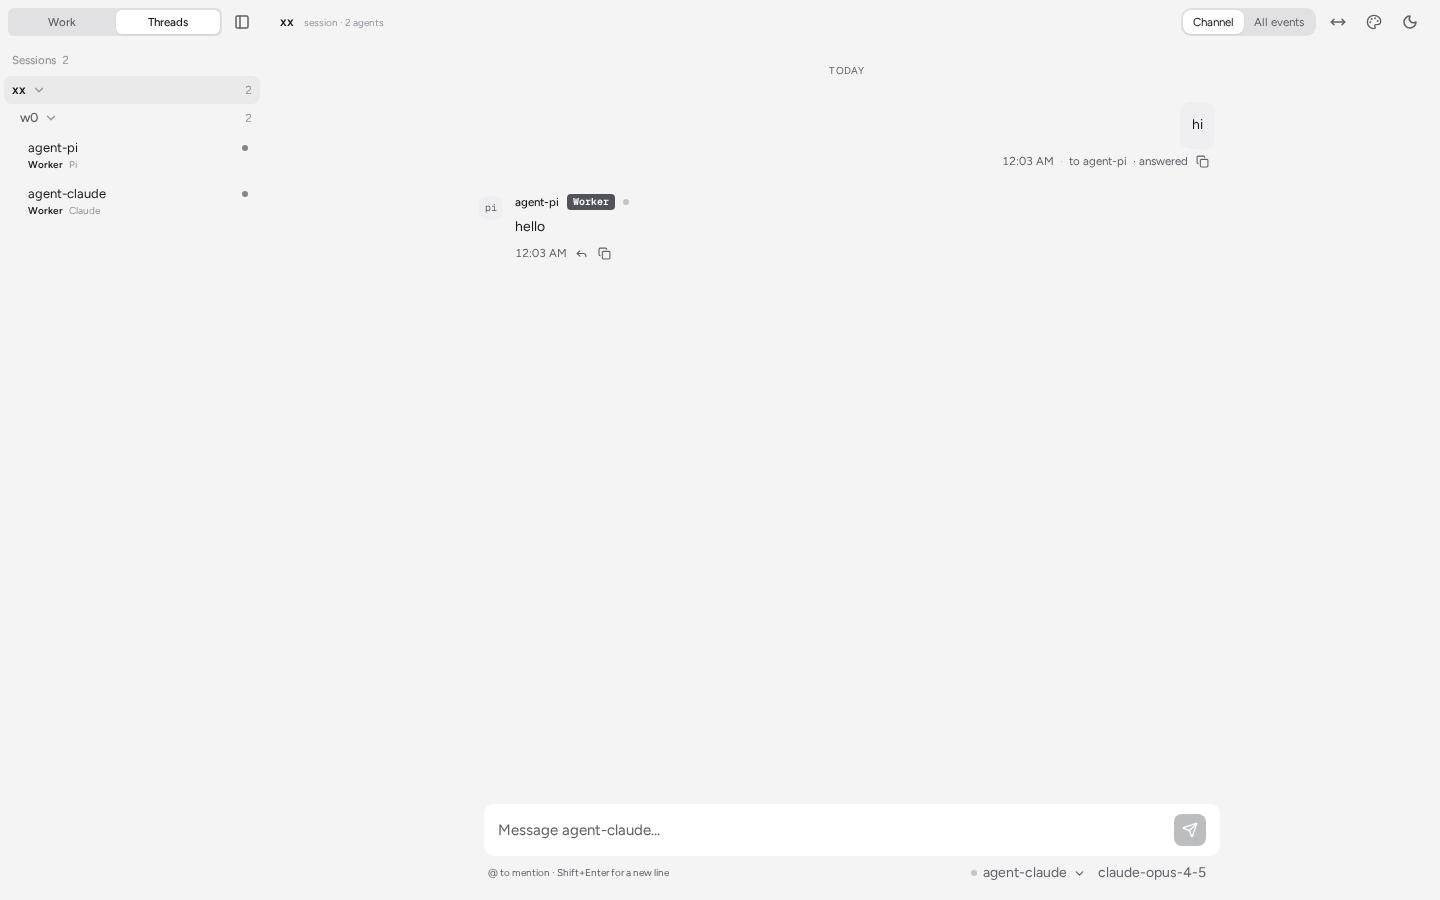 Work Threads
xx session · 2 agents
Channel All events
Sessions 2
xx 2
w0 2
agent-pi
Worker Pi
agent-claude
Worker Claude
TODAY
hi
12:03 AM · to agent-pi · answered
pi agent-pi Worker
hello
12:03 AM
Message agent-claude...
@ to mention · Shift+Enter for a new line
agent-claude claude-opus-4-5